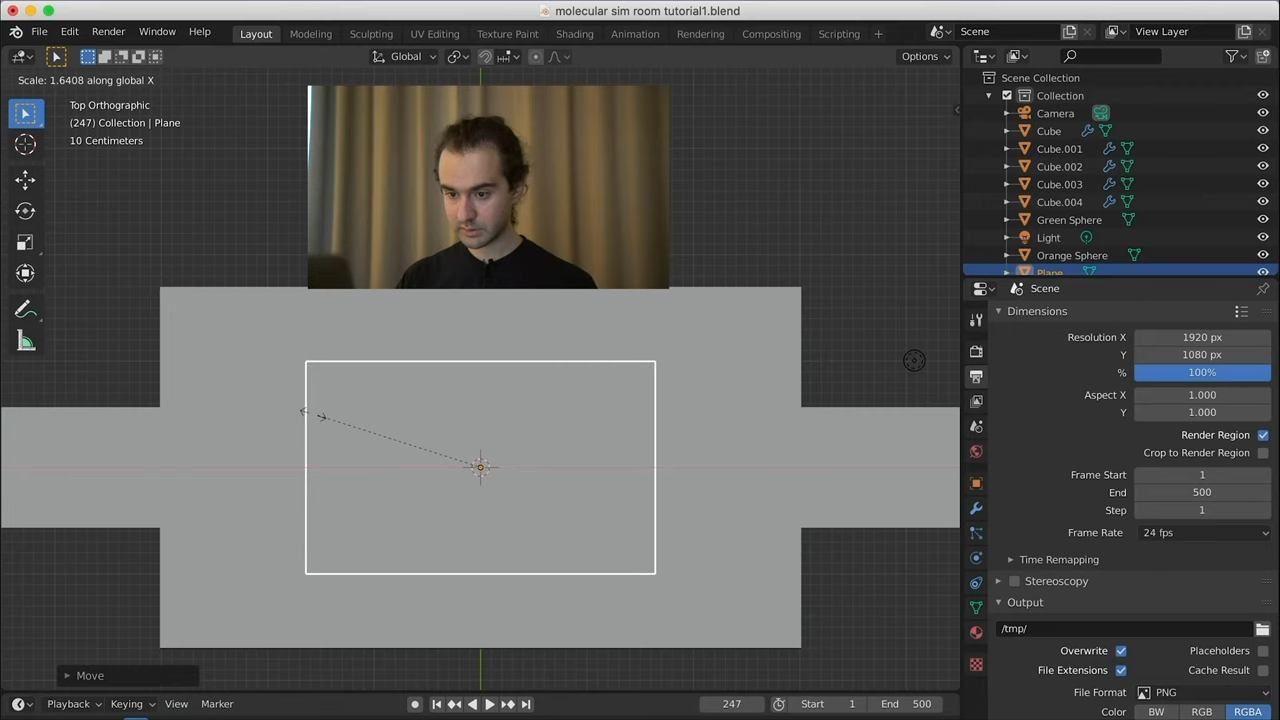 molecular sim room tutorial1.blend
File Edit Render Window Help
Layout Modeling Sculpting UV Editing Texture Paint Shading Animation Rendering Compositing Scripting +
Scene
View Layer
Global
Options
Scale: 1.6408 along global X
Top Orthographic
(247) Collection | Plane
10 Centimeters
Scene Collection
Collection
Camera
Cube
Cube.001
Cube.002
Cube.003
Cube.004
Green Sphere
Light
Orange Sphere
Plane
Scene
Dimensions
Resolution X 1920 px
Y 1080 px
% 100%
Aspect X 1.000
Y 1.000
Render Region
Crop to Render Region
Frame Start 1
End 500
Step 1
Frame Rate 24 fps
Time Remapping
Stereoscopy
Output
/tmp/
Overwrite Placeholders
File Extensions Cache Result
File Format PNG
Color BW RGB RGBA
Move
Playback Keying View Marker 247 Start 1 End 500